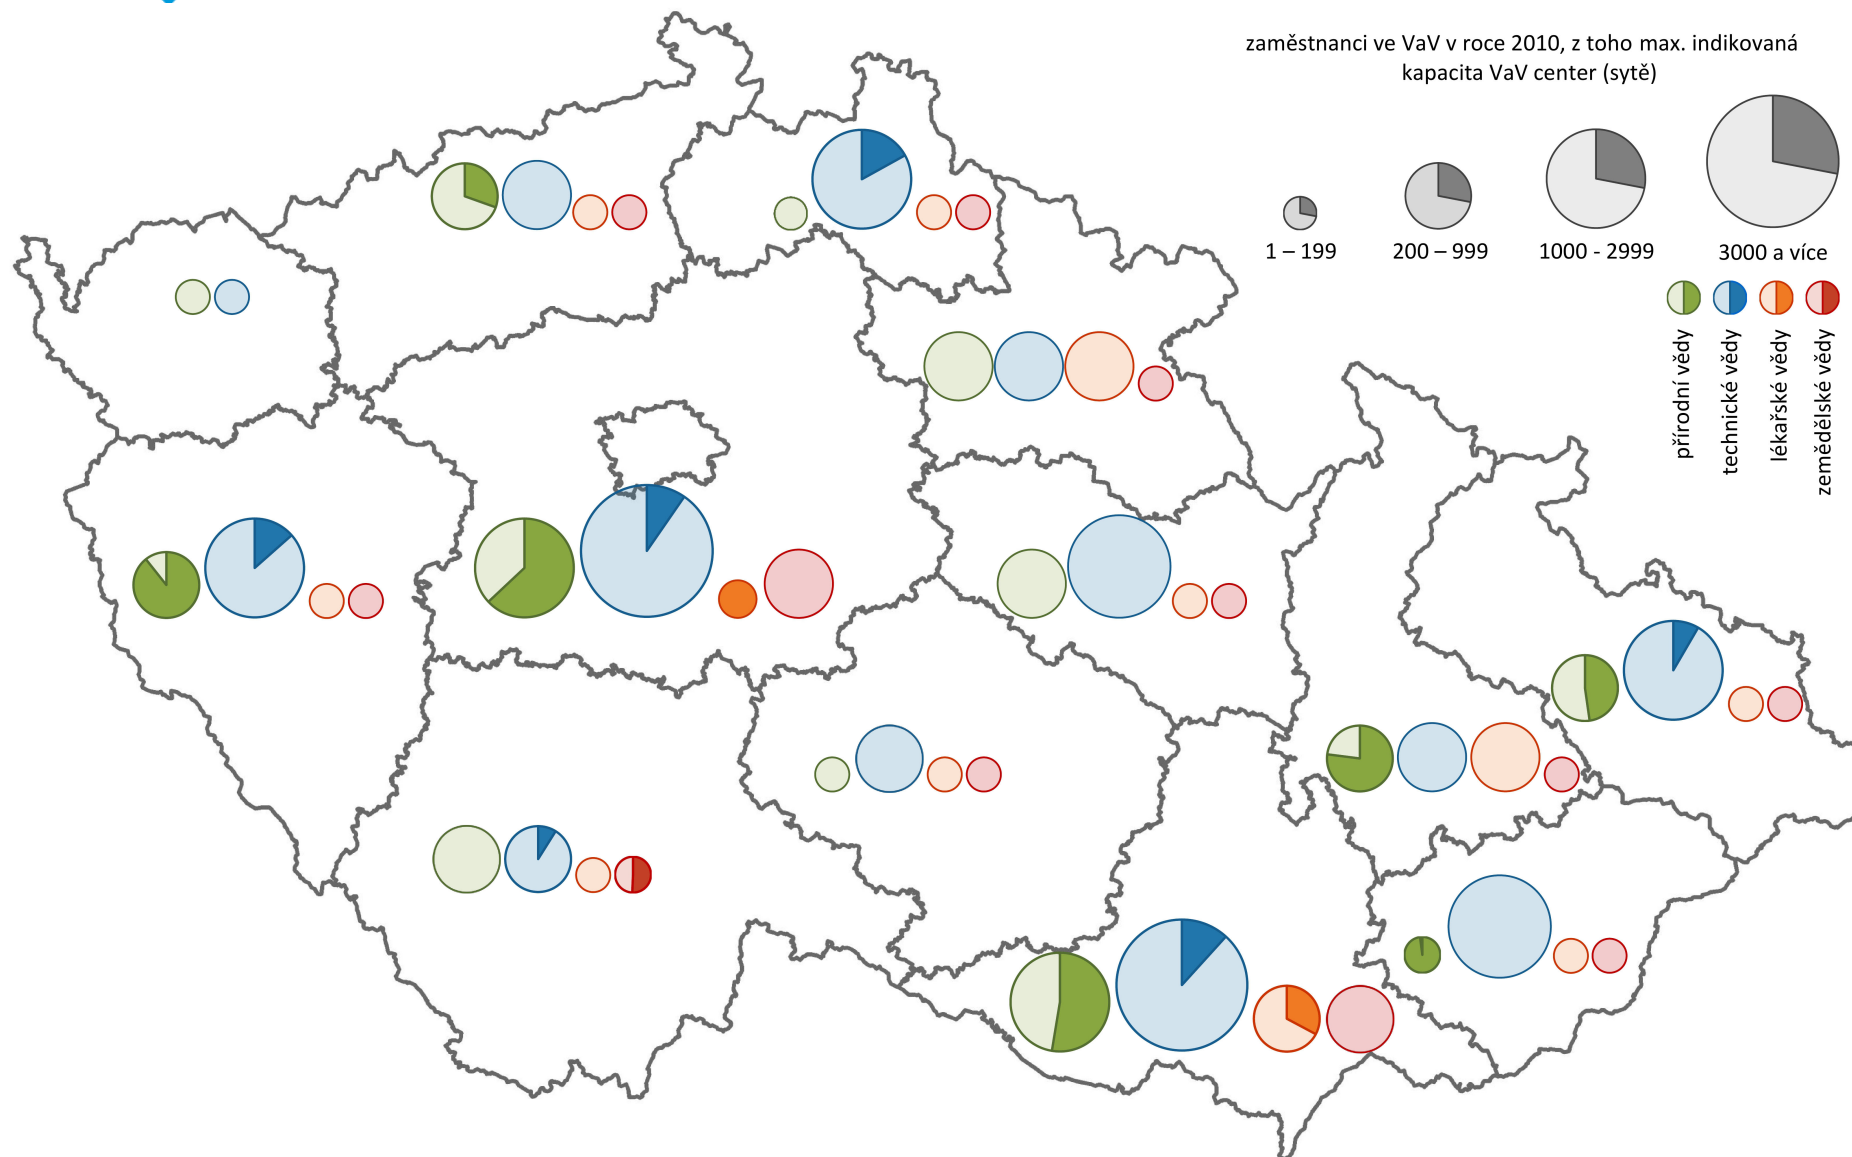 zaměstnanci ve VaV v roce 2010, z toho max. indikovaná
kapacita VaV center (sytě)
1 – 199
200 – 999
1000 - 2999
3000 a více
přírodní vědy
technické vědy
lékařské vědy
zemědělské vědy